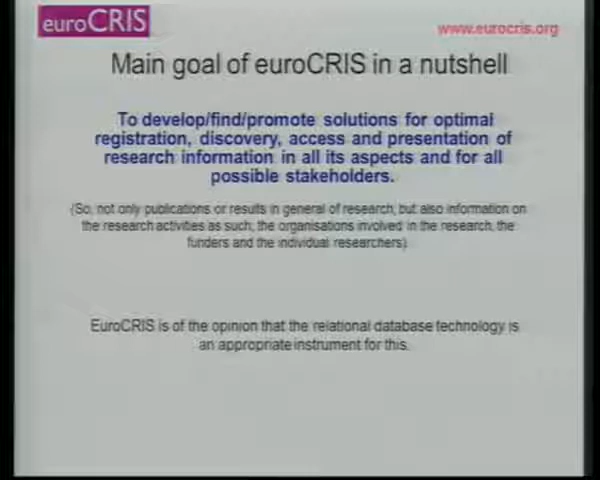 euroCRIS
www.eurocris.org
Main goal of euroCRIS in a nutshell
To develop/find/promote solutions for optimal
registration, discovery, access and presentation of
research information in all its aspects and for all
possible stakeholders.
(So, not only publications or results in general of research, but also information on
the research activities as such, the organisations involved in the research, the
funders and the individual researchers)
EuroCRIS is of the opinion that the relational database technology is
an appropriate instrument for this.